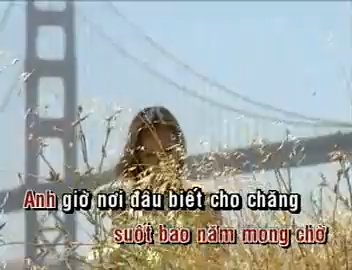 Anh giờ nơi đâu biết cho chăng
suốt bao năm mong chờ